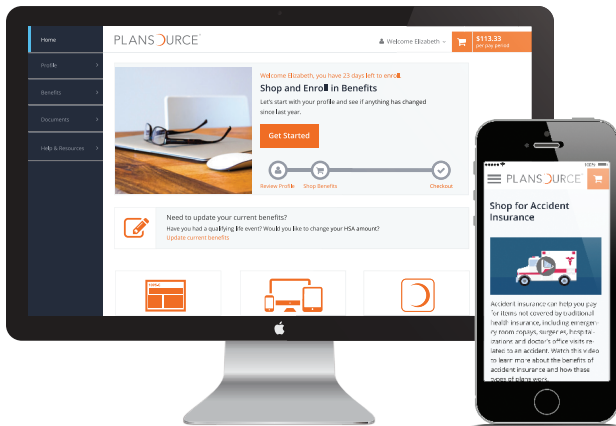 Home
PLANSOURCE
Welcome Elizabeth
$113.33
per pay period
Profile
Benefits
Documents
Help & Resources
Welcome Elizabeth, you have 23 days left to enroll.
Shop and Enroll in Benefits
Let's start with your profile and see if anything has changed
since last year.
Get Started
Review Profile
Shop Benefits
Checkout
Need to update your current benefits?
Have you had a qualifying life event? Would you like to change your HSA amount?
Update current benefits
100%
PLANSOURCE
Shop for Accident
Insurance
Accident insurance can help you pay
for items not covered by traditional
health insurance, including emergen-
cy room copays, surgeries, hospital-
izations and doctor's office visits re-
lated to an accident. Watch this video
to learn more about the benefits of
accident insurance and how these
types of plans work.